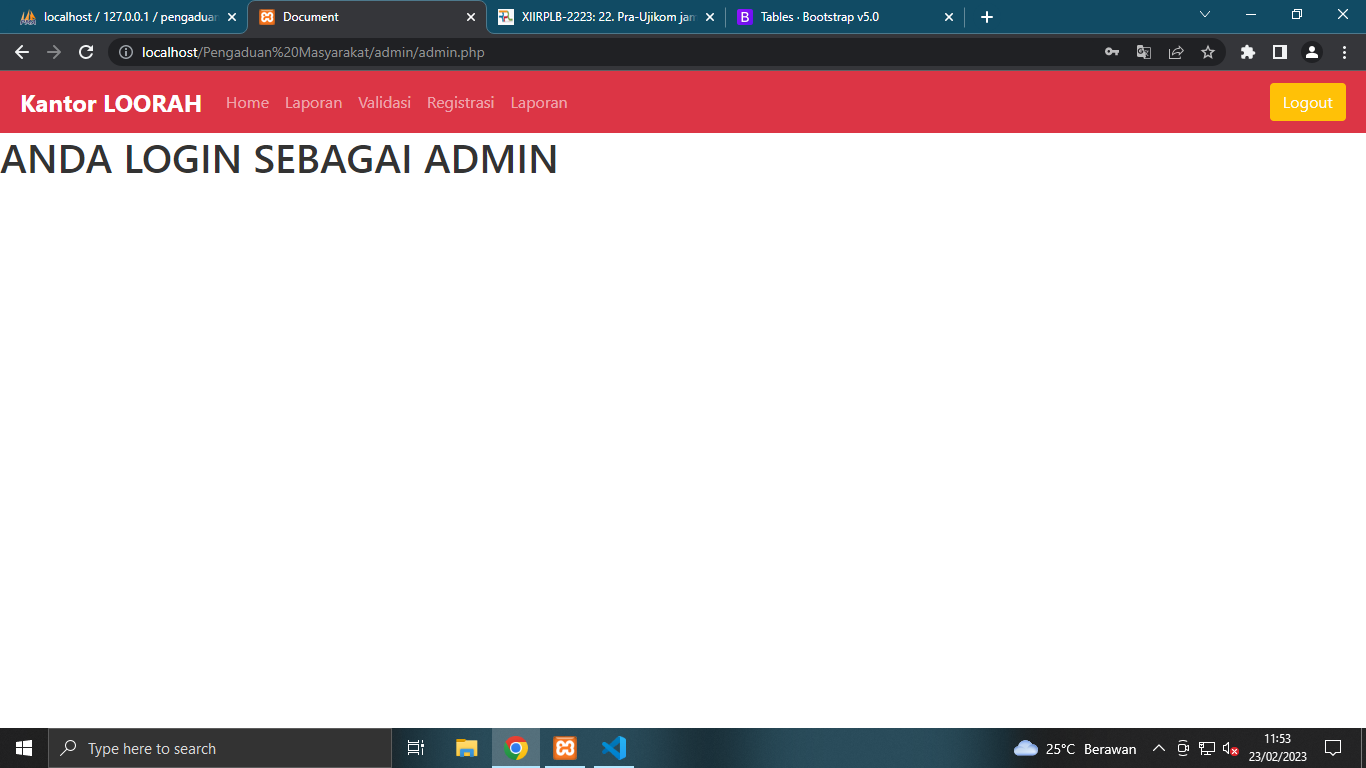 localhost / 127.0.0.1 / pengaduan
Document
XIIRPLB-2223: 22. Pra-Ujikom jam
Tables · Bootstrap v5.0
localhost/Pengaduan%20Masyarakat/admin/admin.php
Kantor LOORAH Home Laporan Validasi Registrasi Laporan Logout
ANDA LOGIN SEBAGAI ADMIN
Type here to search
25°C Berawan
11:53
23/02/2023